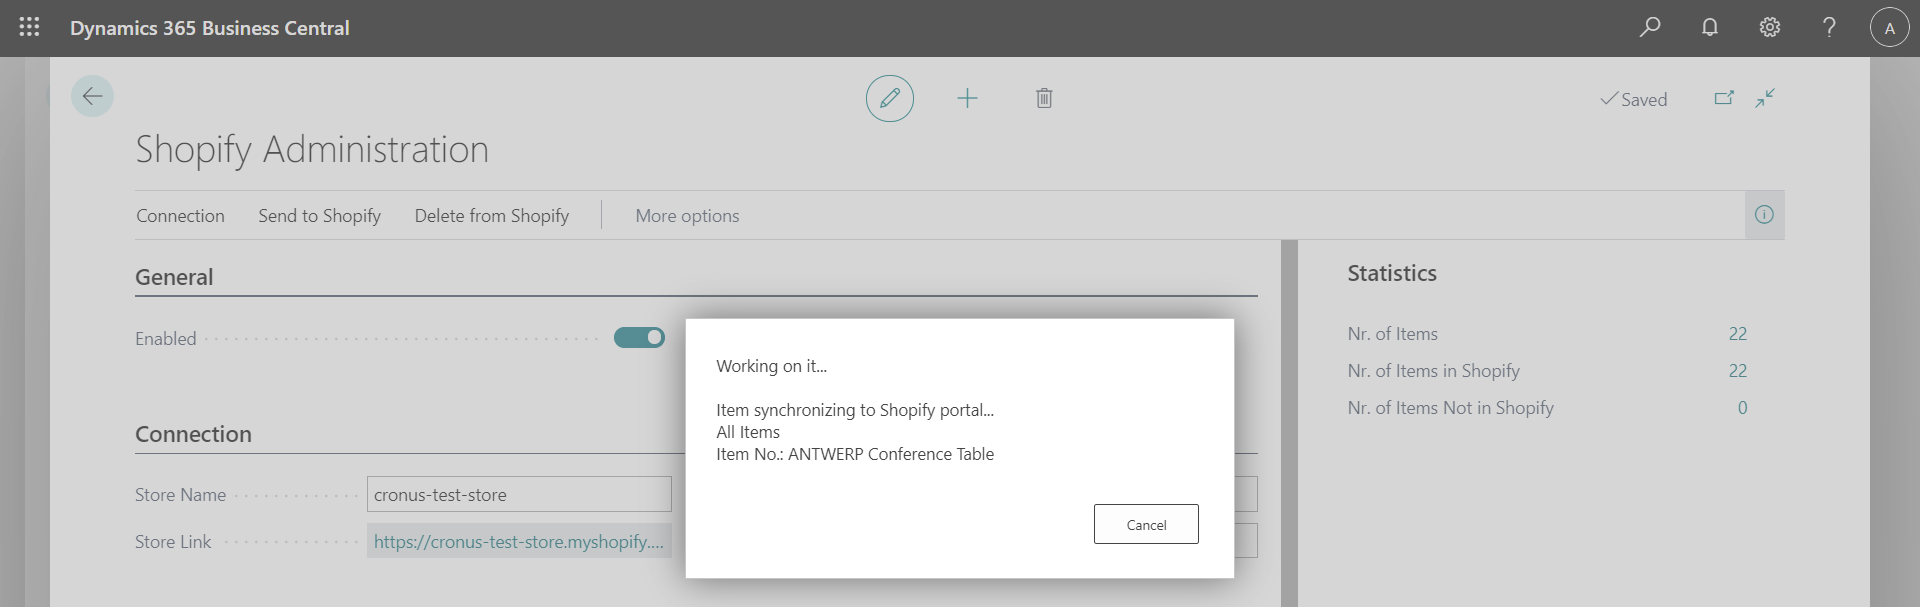 Dynamics 365 Business Central
A
Saved
Shopify Administration
Connection
Send to Shopify
Delete from Shopify
More options
General
Enabled
Connection
Store Name
cronus-test-store
Store Link
https://cronus-test-store.myshopify....
Working on it...
Item synchronizing to Shopify portal...
All Items
Item No.: ANTWERP Conference Table
Cancel
Statistics
Nr. of Items 22
Nr. of Items in Shopify 22
Nr. of Items Not in Shopify 0